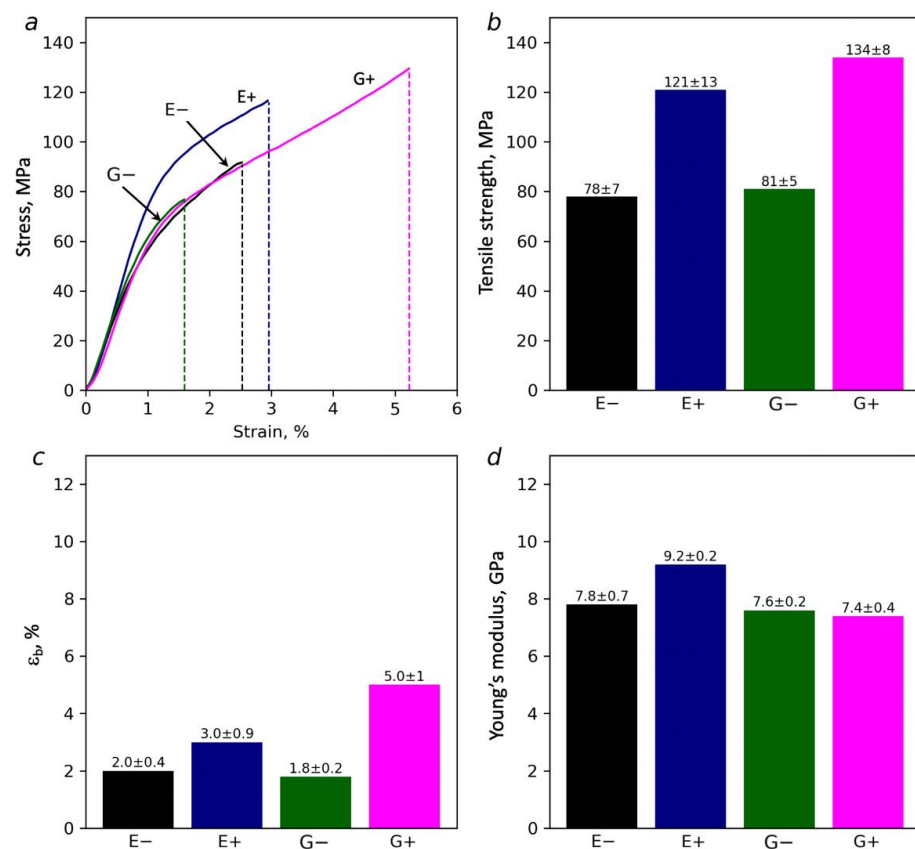 a
140
120
100
80
60
40
20
0
Stress, MPa
E+
G+
E−
G−
0 1 2 3 4 5 6
Strain, %
b
140
120
100
80
60
40
20
0
Tensile strength, MPa
78±7
121±13
81±5
134±8
E− E+ G− G+
c
12
10
8
6
4
2
0
εb, %
2.0±0.4
3.0±0.9
1.8±0.2
5.0±1
E− E+ G− G+
d
12
10
8
6
4
2
0
Young's modulus, GPa
7.8±0.7
9.2±0.2
7.6±0.2
7.4±0.4
E− E+ G− G+